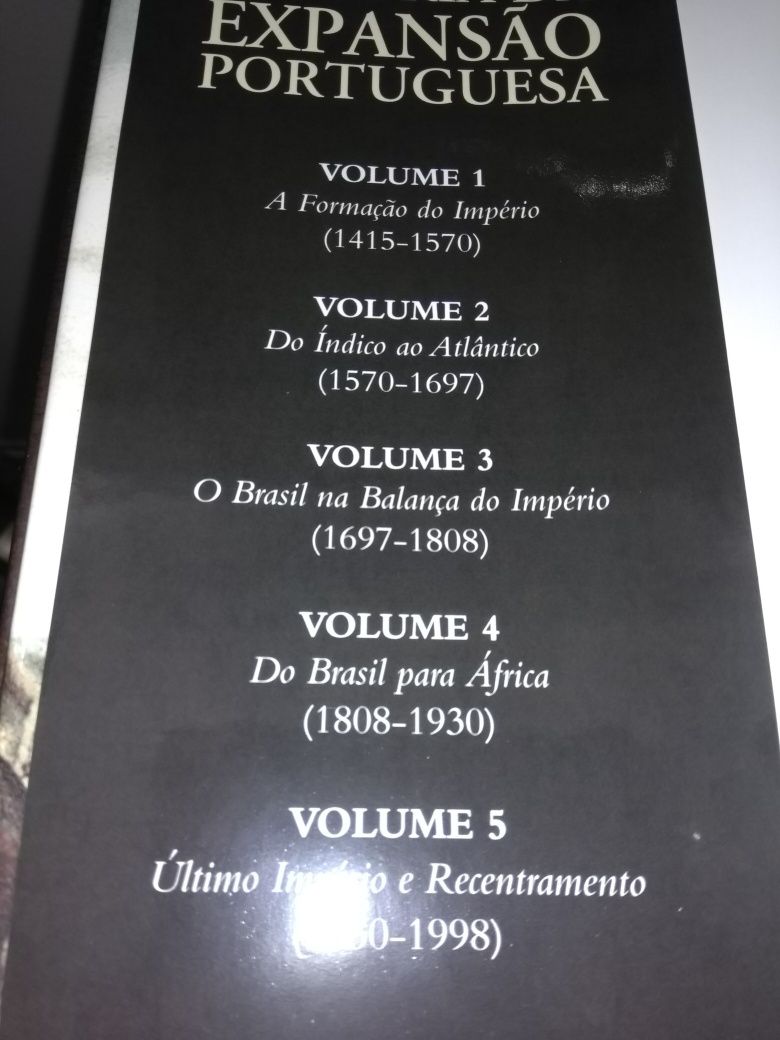 EXPANSÃO
PORTUGUESA
VOLUME 1
A Formação do Império
(1415-1570)
VOLUME 2
Do Índico ao Atlântico
(1570-1697)
VOLUME 3
O Brasil na Balança do Império
(1697-1808)
VOLUME 4
Do Brasil para África
(1808-1930)
VOLUME 5
Último e Recentramento
-1998)